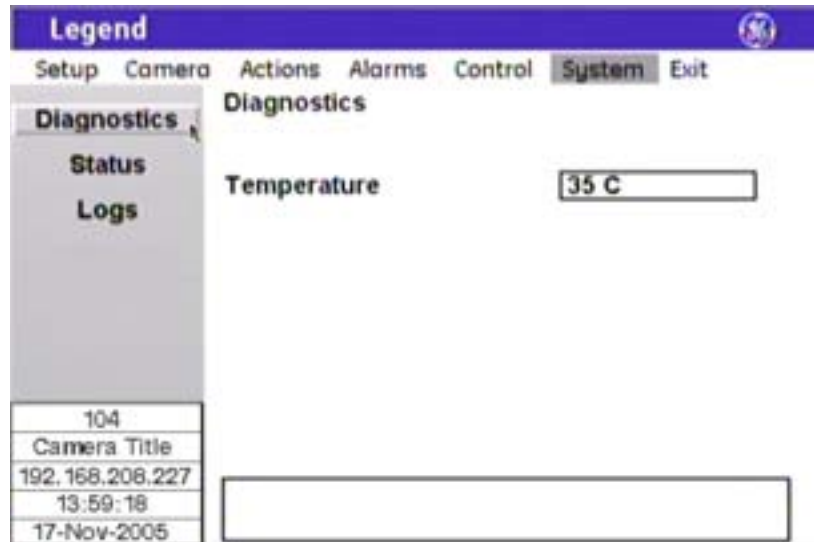 Legend
Setup Camera Actions Alarms Control System Exit
Diagnostics
Status
Logs
Diagnostics
Temperature 35 C
104
Camera Title
192.168.208.227
13:59:18
17-Nov-2005